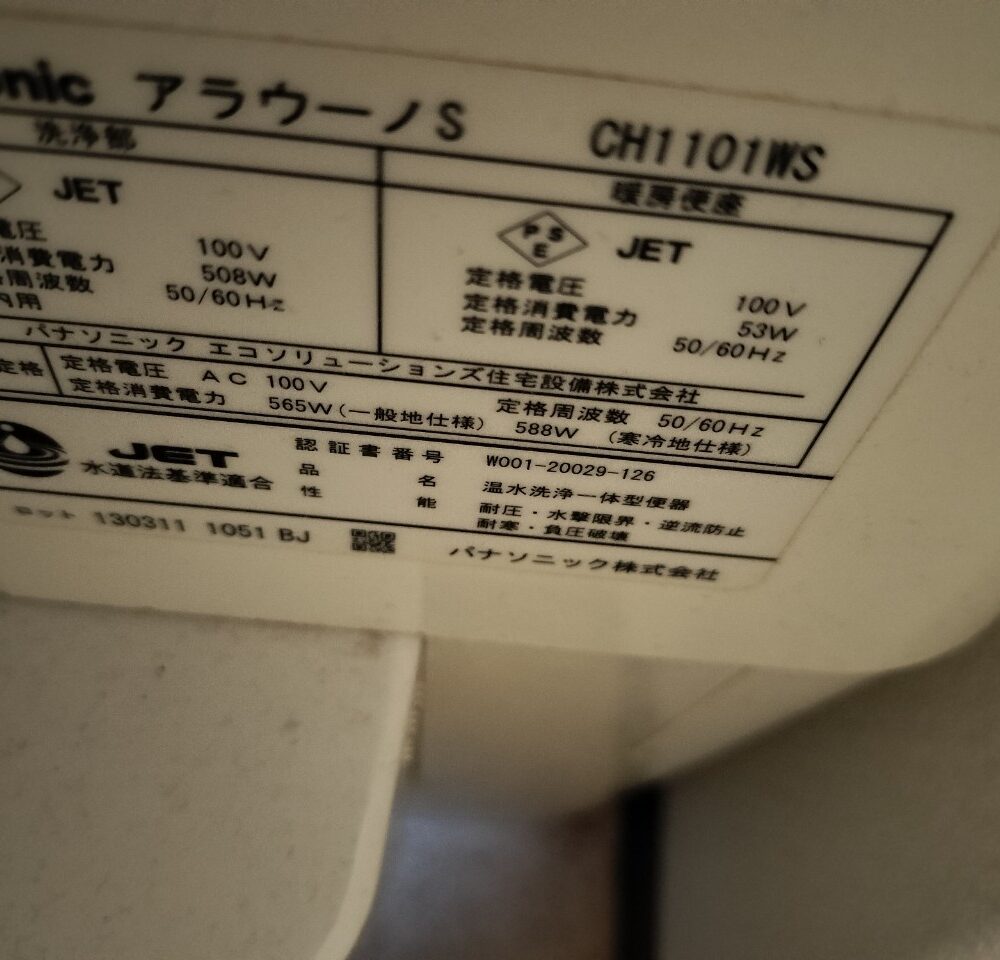 nic アラウーノS CH1101WS
洗浄部 暖房便座
JET
電圧 100V
消費電力 508W
周波数 50/60Hz
内用
PSE JET
定格電圧 100V
定格消費電力 53W
定格周波数 50/60Hz
パナソニック エコソリューションズ住宅設備株式会社
定格 定格電圧 AC 100V 定格周波数 50/60Hz
定格消費電力 565W(一般地仕様) 588W (寒冷地仕様)
JET
水道法基準適合
認証書番号 W001-20029-126
品名 温水洗浄一体型便器
性能 耐圧・水撃限界・逆流防止
耐寒・負圧破壊
ロット 130311 1051 BJ パナソニック株式会社